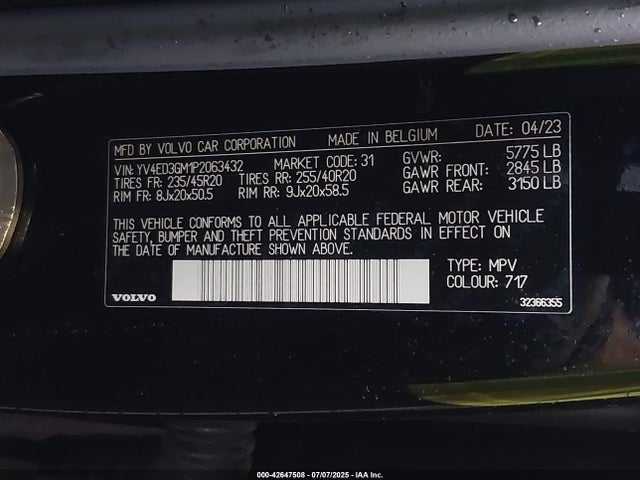 MFD BY VOLVO CAR CORPORATION MADE IN BELGIUM DATE: 04/23
VIN: YV4ED3GM1P2063432 MARKET CODE: 31 GVWR: 5775 LB
TIRES FR: 235/45R20 TIRES RR: 255/40R20 GAWR FRONT: 2845 LB
RIM FR: 8Jx20x50.5 RIM RR: 9Jx20x58.5 GAWR REAR: 3150 LB
THIS VEHICLE CONFORMS TO ALL APPLICABLE FEDERAL MOTOR VEHICLE
SAFETY, BUMPER AND THEFT PREVENTION STANDARDS IN EFFECT ON
THE DATE OF MANUFACTURE SHOWN ABOVE.
TYPE: MPV
COLOUR: 717
VOLVO 32366355
000-42647508 - 07/07/2025 - IAA Inc.